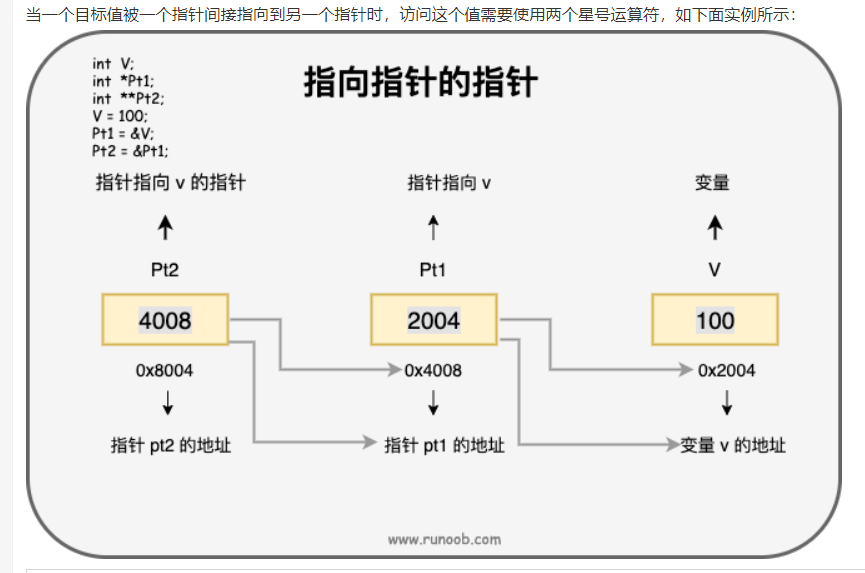 当一个目标值被一个指针间接指向到另一个指针时，访问这个值需要使用两个星号运算符，如下面实例所示：
int V;
int *Pt1;
int **Pt2;
V = 100;
Pt1 = &V;
Pt2 = &Pt1;
指向指针的指针
指针指向 v 的指针 指针指向 v 变量
Pt2 Pt1 V
4008 2004 100
0x8004 0x4008 0x2004
指针 pt2 的地址 指针 pt1 的地址 变量 v 的地址
www.runoob.com